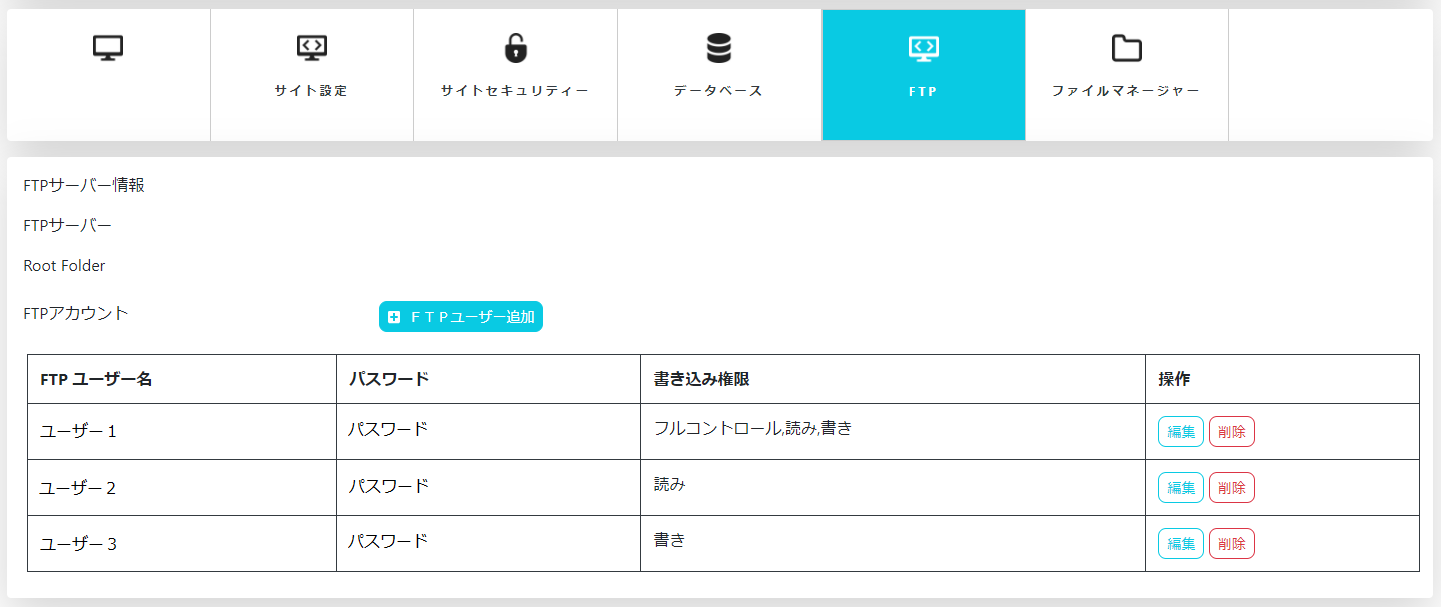 サイト設定
サイトセキュリティー
データベース
FTP
ファイルマネージャー
FTPサーバー情報
FTPサーバー
Root Folder
FTPアカウント ＦＴＰユーザー追加
FTP ユーザー名 パスワード 書き込み権限 操作
ユーザー１ パスワード フルコントロール,読み,書き 編集 削除
ユーザー２ パスワード 読み 編集 削除
ユーザー３ パスワード 書き 編集 削除